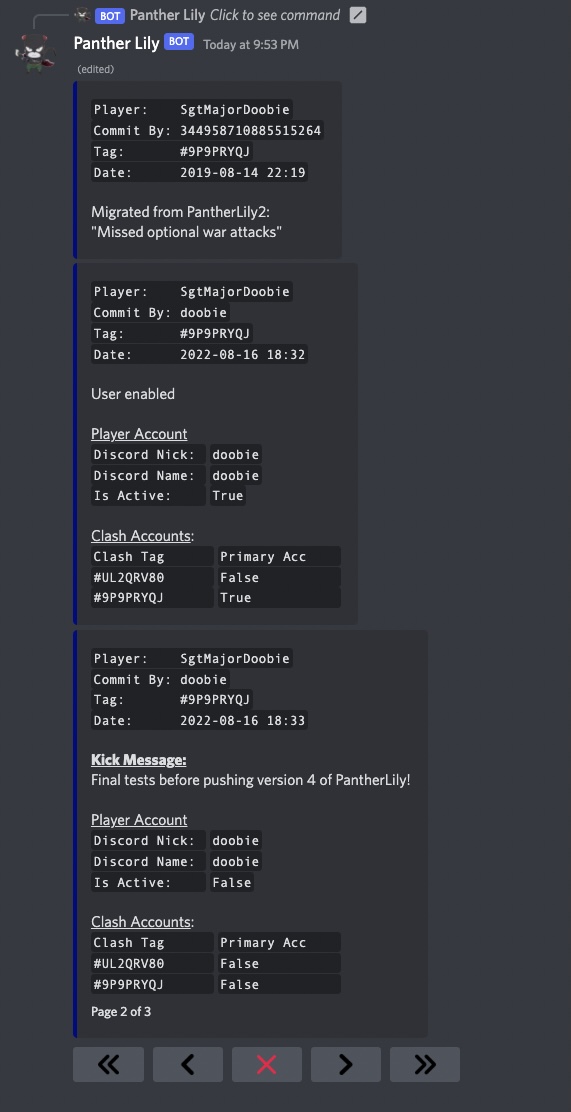 BOT Panther Lily Click to see command
Panther Lily BOT Today at 9:53 PM
(edited)
Player: SgtMajorDoobie
Commit By: 344958710885515264
Tag: #9P9PRYQJ
Date: 2019-08-14 22:19
Migrated from PantherLily2:
"Missed optional war attacks"
Player: SgtMajorDoobie
Commit By: doobie
Tag: #9P9PRYQJ
Date: 2022-08-16 18:32
User enabled
Player Account
Discord Nick: doobie
Discord Name: doobie
Is Active: True
Clash Accounts:
Clash Tag Primary Acc
#UL2QRV80 False
#9P9PRYQJ True
Player: SgtMajorDoobie
Commit By: doobie
Tag: #9P9PRYQJ
Date: 2022-08-16 18:33
Kick Message:
Final tests before pushing version 4 of PantherLily!
Player Account
Discord Nick: doobie
Discord Name: doobie
Is Active: False
Clash Accounts:
Clash Tag Primary Acc
#UL2QRV80 False
#9P9PRYQJ False
Page 2 of 3